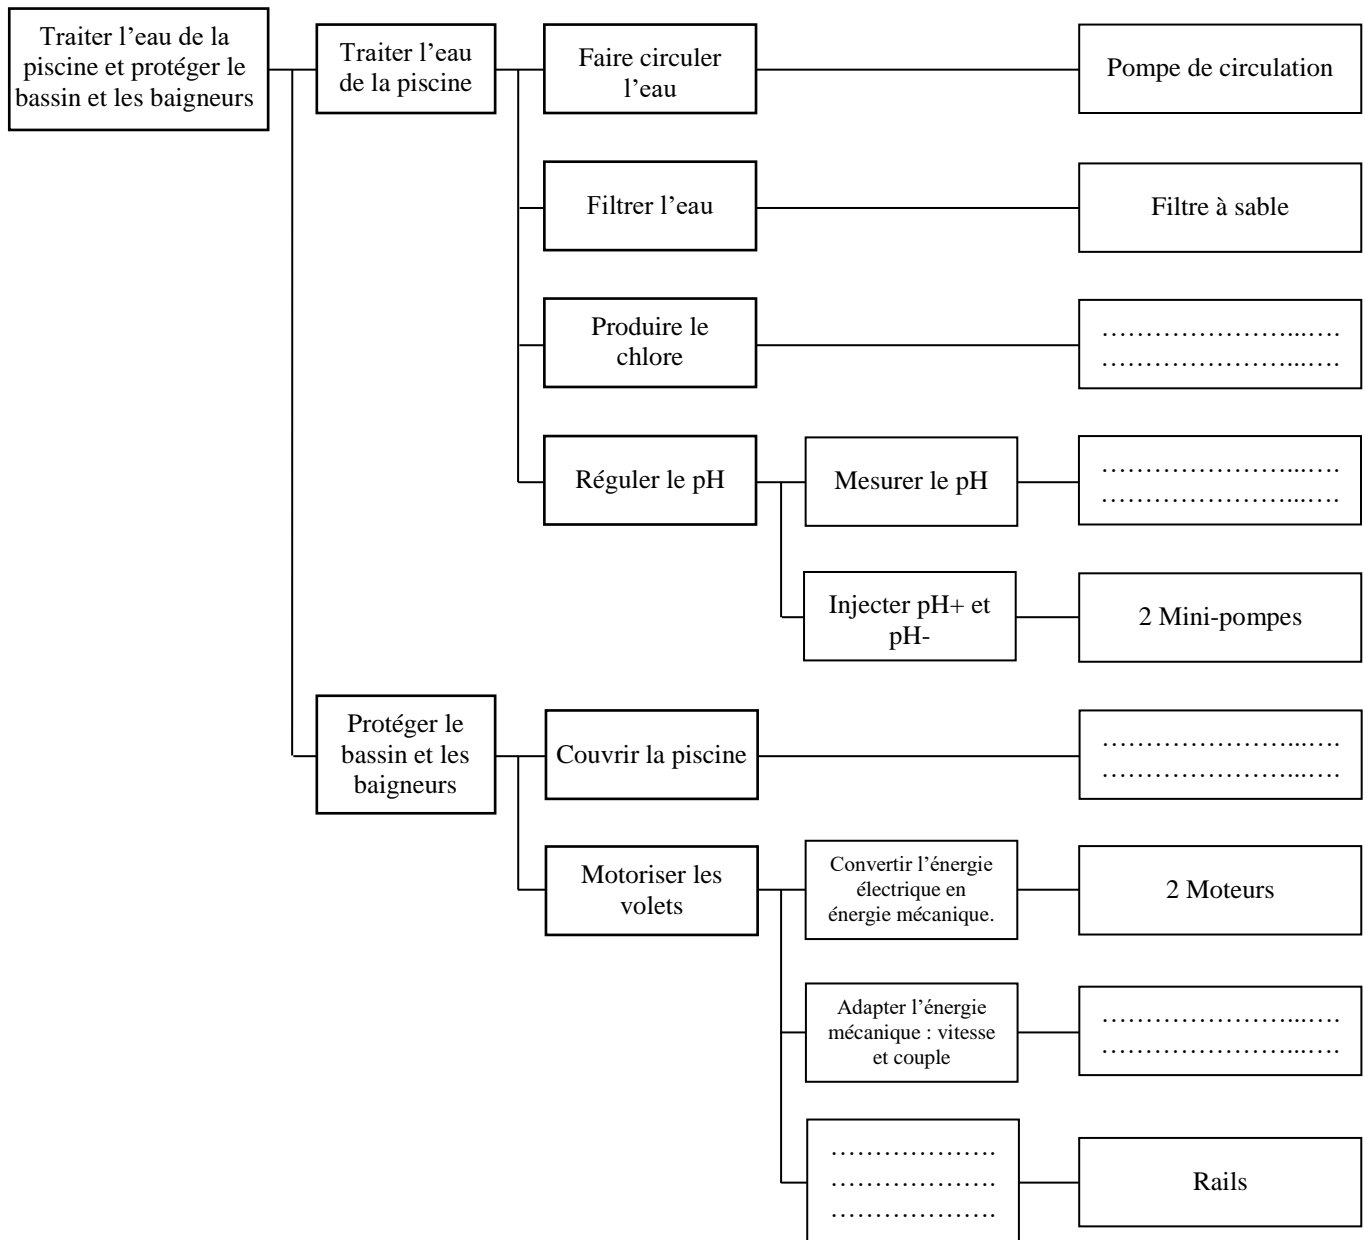 Traiter l’eau de la
piscine et protéger le
bassin et les baigneurs
Traiter l’eau
de la piscine
Faire circuler
l’eau
Pompe de circulation
Filtrer l’eau
Filtre à sable
Produire le
chlore
…………………...….
…………………...….
Réguler le pH
Mesurer le pH
…………………...….
…………………...….
Injecter pH+ et
pH-
2 Mini-pompes
Protéger le
bassin et les
baigneurs
Couvrir la piscine
…………………...….
…………………...….
Motoriser les
volets
Convertir l’énergie
électrique en
énergie mécanique.
2 Moteurs
Adapter l’énergie
mécanique : vitesse
et couple
…………………...….
…………………...….
……………….
……………….
……………….
Rails